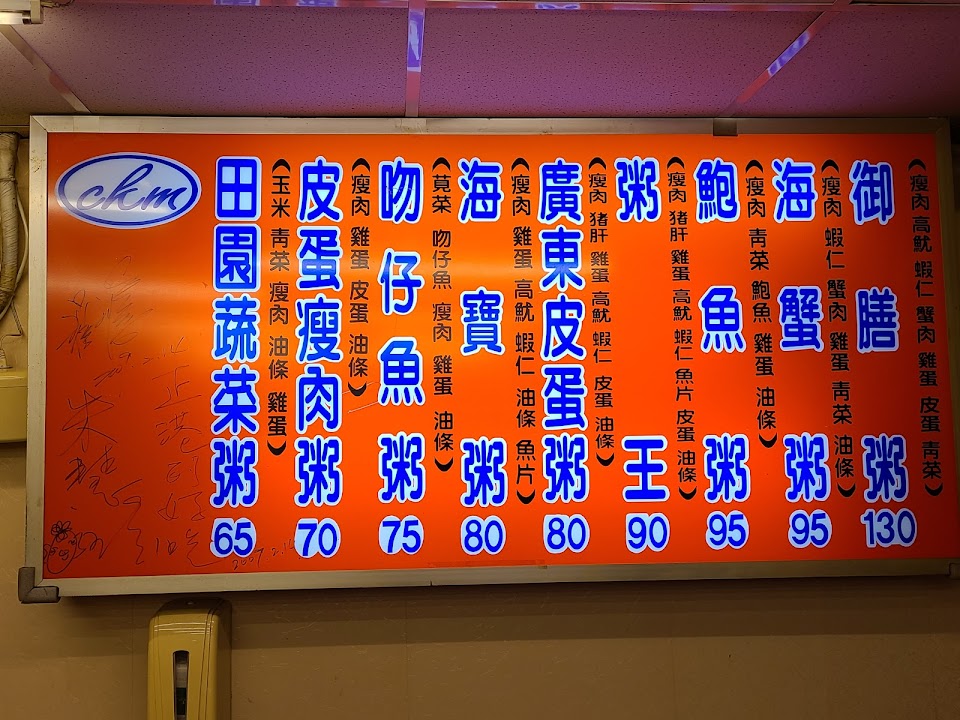 ckm
田園蔬菜粥
(玉米 青菜 瘦肉 油條 雞蛋)
65
皮蛋瘦肉粥
(瘦肉 雞蛋 皮蛋 油條)
70
吻仔魚粥
(莧菜 吻仔魚 瘦肉 雞蛋 油條)
75
海寶粥
(瘦肉 雞蛋 高魷 蝦仁 油條 魚片)
80
廣東皮蛋粥
(瘦肉 猪肝 雞蛋 高魷 蝦仁 皮蛋 油條)
80
粥王
(瘦肉 猪肝 雞蛋 高魷 蝦仁 魚片 皮蛋 油條)
90
鮑魚粥
(瘦肉 青菜 鮑魚 雞蛋 油條)
95
海蟹粥
(瘦肉 蝦仁 蟹肉 雞蛋 青菜 油條)
95
御膳粥
(瘦肉 高魷 蝦仁 蟹肉 雞蛋 皮蛋 青菜)
130